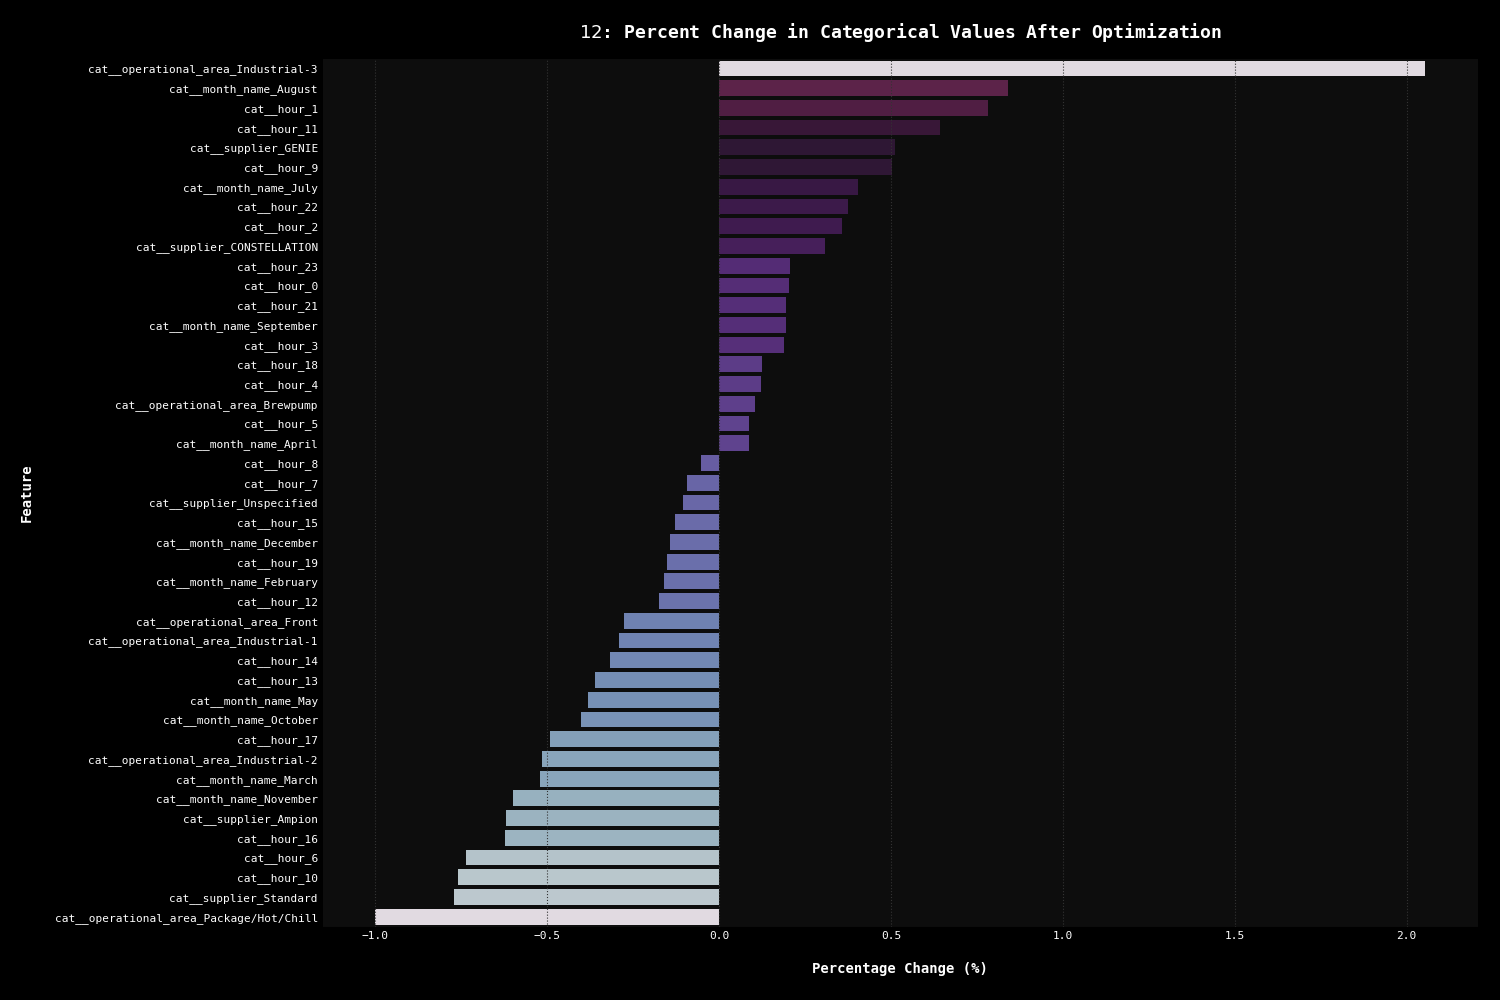 12: Percent Change in Categorical Values After Optimization
cat__operational_area_Industrial-3
cat__month_name_August
cat__hour_1
cat__hour_11
cat__supplier_GENIE
cat__hour_9
cat__month_name_July
cat__hour_22
cat__hour_2
cat__supplier_CONSTELLATION
cat__hour_23
cat__hour_0
cat__hour_21
cat__month_name_September
cat__hour_3
cat__hour_18
cat__hour_4
cat__operational_area_Brewpump
cat__hour_5
cat__month_name_April
cat__hour_8
cat__hour_7
cat__supplier_Unspecified
cat__hour_15
cat__month_name_December
cat__hour_19
cat__month_name_February
cat__hour_12
cat__operational_area_Front
cat__operational_area_Industrial-1
cat__hour_14
cat__hour_13
cat__month_name_May
cat__month_name_October
cat__hour_17
cat__operational_area_Industrial-2
cat__month_name_March
cat__month_name_November
cat__supplier_Ampion
cat__hour_16
cat__hour_6
cat__hour_10
cat__supplier_Standard
cat__operational_area_Package/Hot/Chill
Feature
−1.0 −0.5 0.0 0.5 1.0 1.5 2.0
Percentage Change (%)